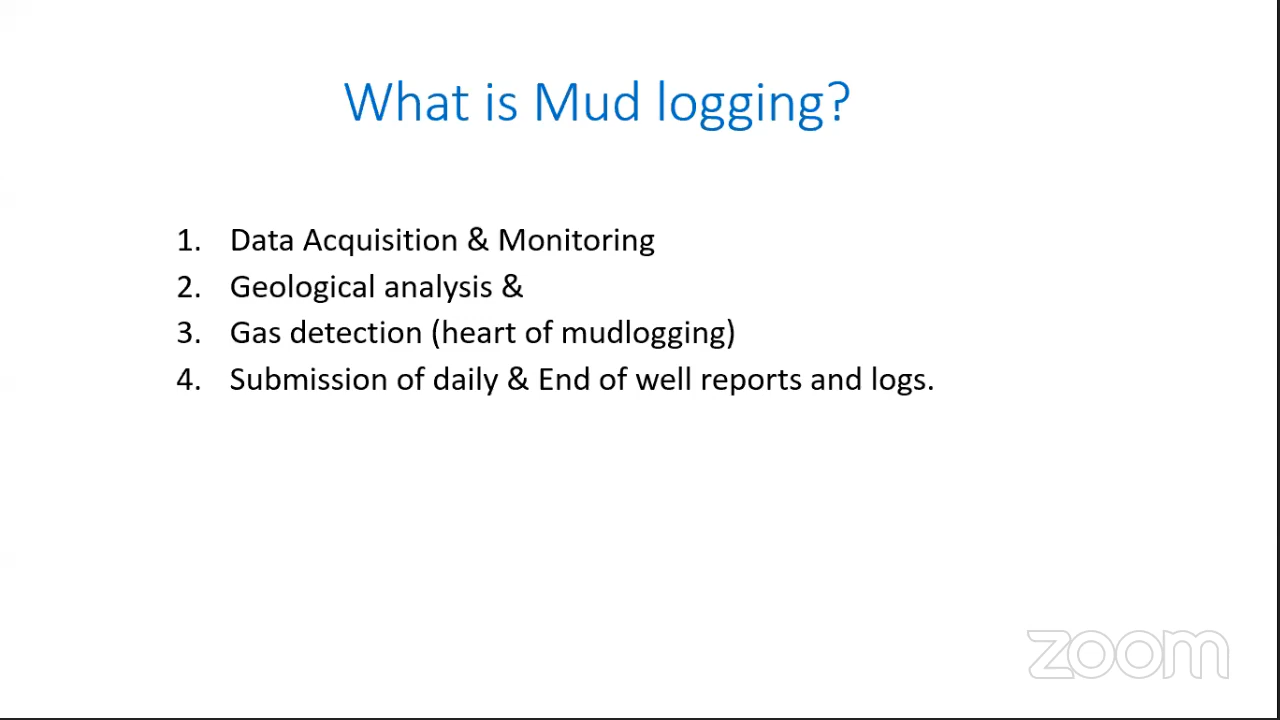 What is Mud logging?
1. Data Acquisition & Monitoring
2. Geological analysis &
3. Gas detection (heart of mudlogging)
4. Submission of daily & End of well reports and logs.
zoom